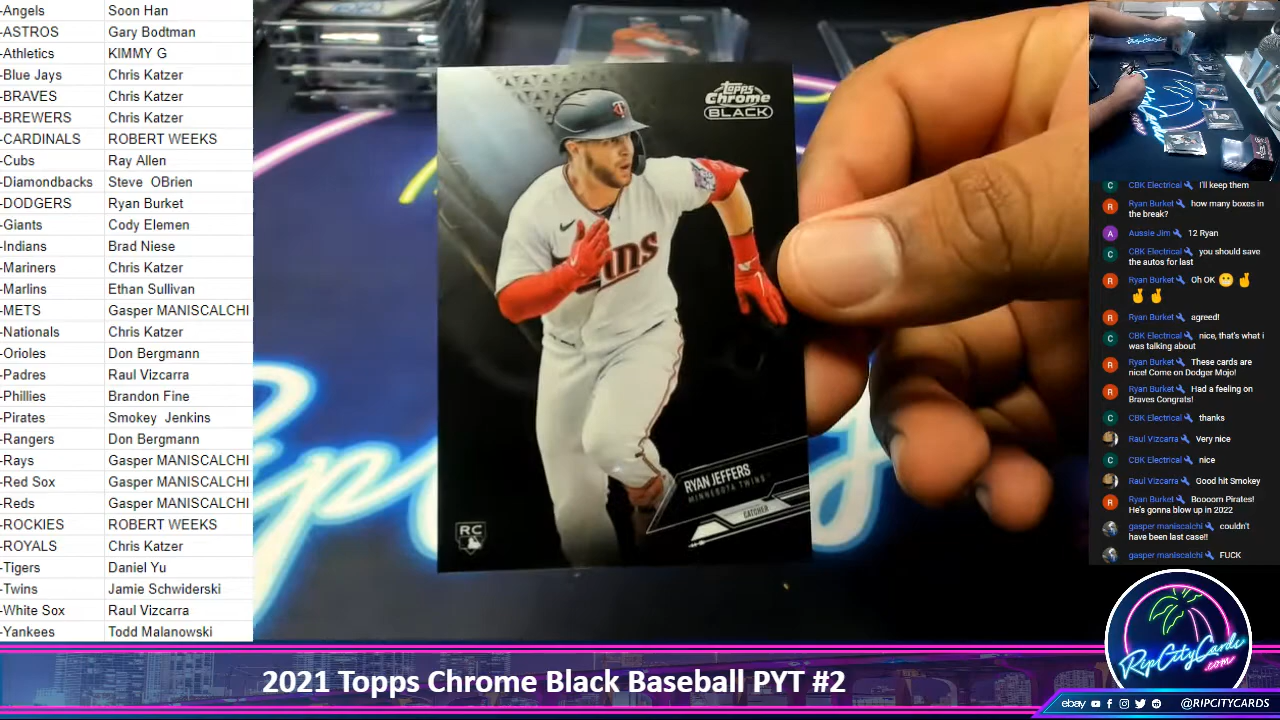 -Angels Soon Han
-ASTROS Gary Bodtman
-Athletics KIMMY G
-Blue Jays Chris Katzer
-BRAVES Chris Katzer
-BREWERS Chris Katzer
-CARDINALS ROBERT WEEKS
-Cubs Ray Allen
-Diamondbacks Steve OBrien
-DODGERS Ryan Burket
-Giants Cody Elemen
-Indians Brad Niese
-Mariners Chris Katzer
-Marlins Ethan Sullivan
-METS Gasper MANISCALCHI
-Nationals Chris Katzer
-Orioles Don Bergmann
-Padres Raul Vizcarra
-Phillies Brandon Fine
-Pirates Smokey Jenkins
-Rangers Don Bergmann
-Rays Gasper MANISCALCHI
-Red Sox Gasper MANISCALCHI
-Reds Gasper MANISCALCHI
-ROCKIES ROBERT WEEKS
-ROYALS Chris Katzer
-Tigers Daniel Yu
-Twins Jamie Schwiderski
-White Sox Raul Vizcarra
-Yankees Todd Malanowski
Topps
Chrome
BLACK
RYAN JEFFERS
MINNESOTA TWINS
CATCHER
RC
CBK Electrical I'll keep them
Ryan Burket how many boxes in
the break?
Aussie Jim 12 Ryan
CBK Electrical you should save
the autos for last
Ryan Burket Oh OK 😬 🤞
🤞 🤞
Ryan Burket agreed!
CBK Electrical nice, that's what i
was talking about
Ryan Burket These cards are
nice! Come on Dodger Mojo!
Ryan Burket Had a feeling on
Braves Congrats!
CBK Electrical thanks
Raul Vizcarra Very nice
CBK Electrical nice
Raul Vizcarra Good hit Smokey
Ryan Burket Boooom Pirates!
He's gonna blow up in 2022
gasper maniscalchi couldn't
have been last case!!
gasper maniscalchi FUCK
RipCityCards
.com
2021 Topps Chrome Black Baseball PYT #2
ebay @RIPCITYCARDS